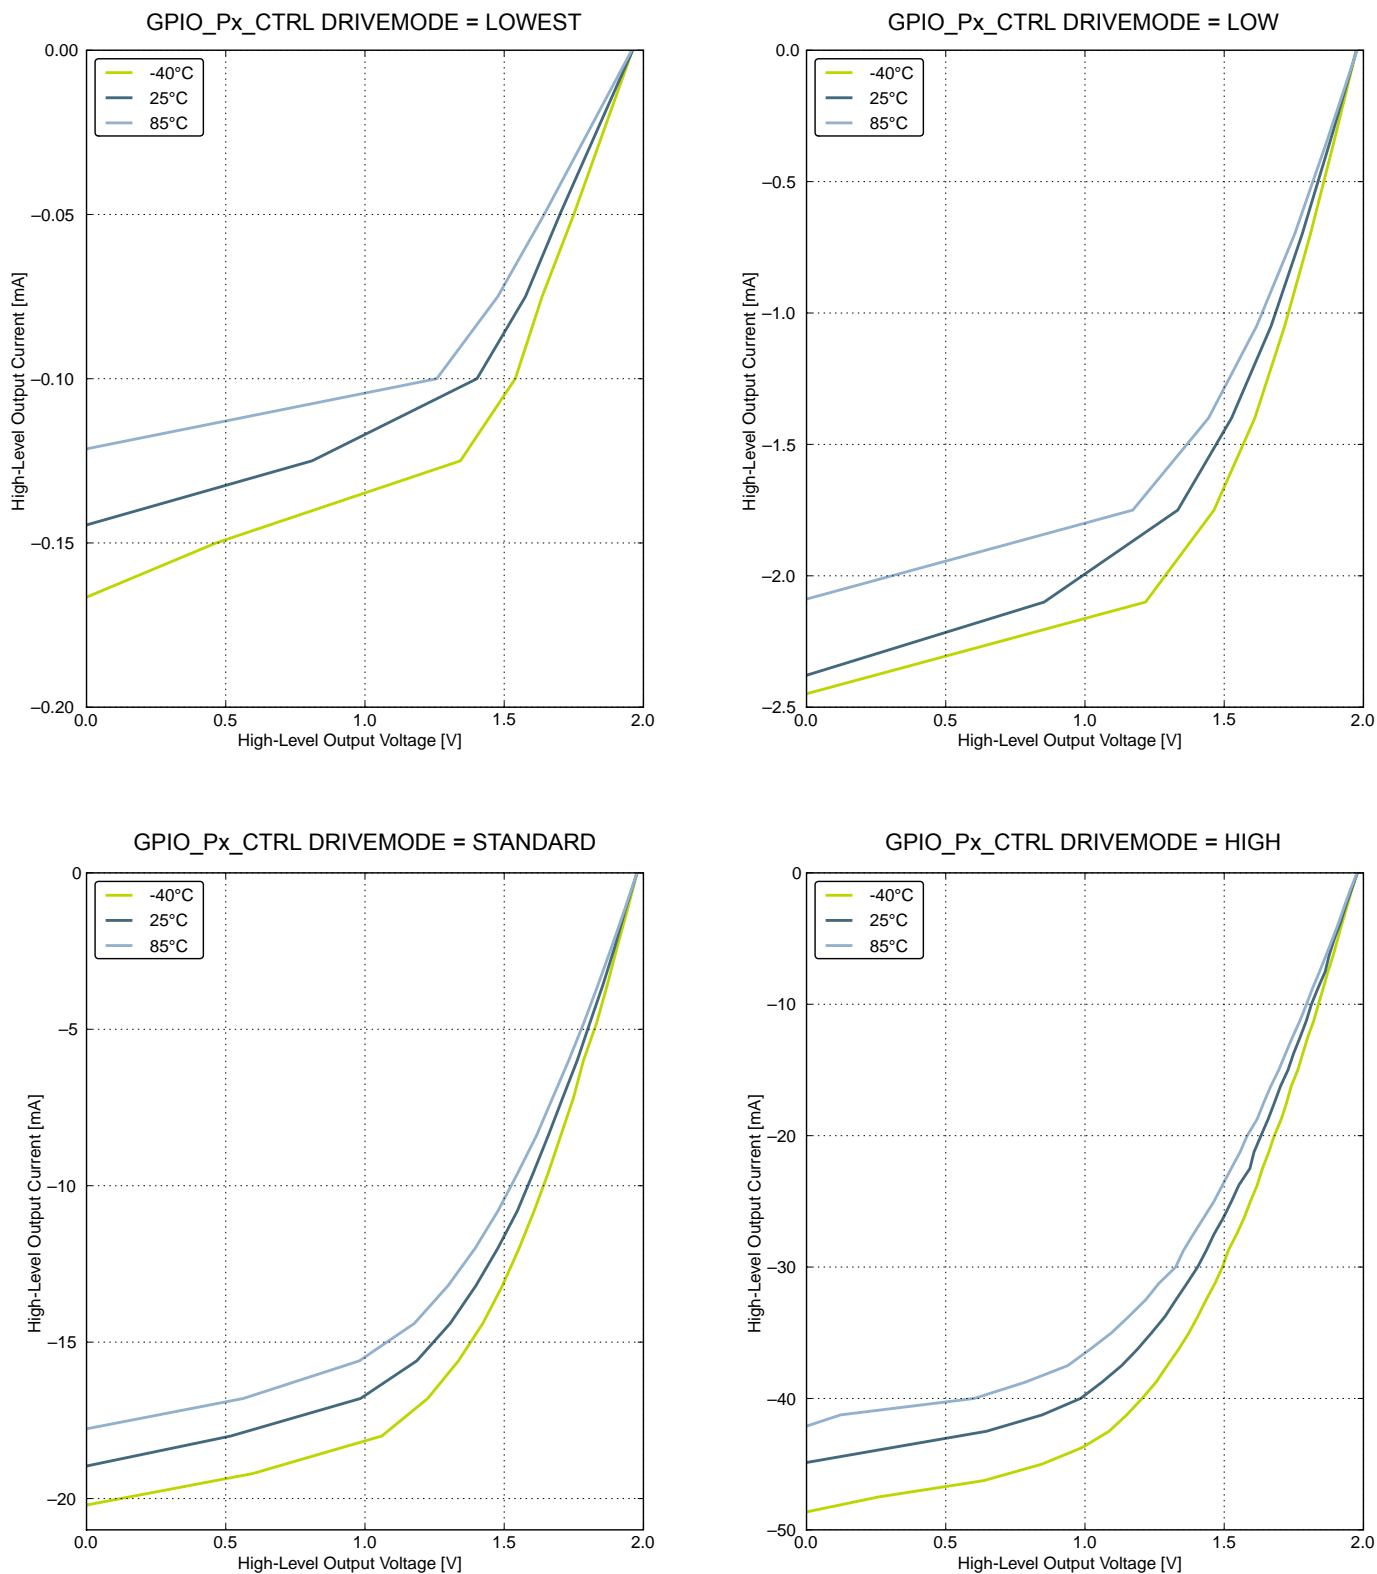 GPIO_Px_CTRL DRIVEMODE = LOWEST
0.00
–0.05
–0.10
–0.15
–0.20
High-Level Output Current [mA]
-40°C
25°C
85°C
0.0 0.5 1.0 1.5 2.0
High-Level Output Voltage [V]
GPIO_Px_CTRL DRIVEMODE = LOW
0.0
–0.5
–1.0
–1.5
–2.0
–2.5
High-Level Output Current [mA]
-40°C
25°C
85°C
0.0 0.5 1.0 1.5 2.0
High-Level Output Voltage [V]
GPIO_Px_CTRL DRIVEMODE = STANDARD
0
–5
–10
–15
–20
High-Level Output Current [mA]
-40°C
25°C
85°C
0.0 0.5 1.0 1.5 2.0
High-Level Output Voltage [V]
GPIO_Px_CTRL DRIVEMODE = HIGH
0
–10
–20
–30
–40
–50
High-Level Output Current [mA]
-40°C
25°C
85°C
0.0 0.5 1.0 1.5 2.0
High-Level Output Voltage [V]